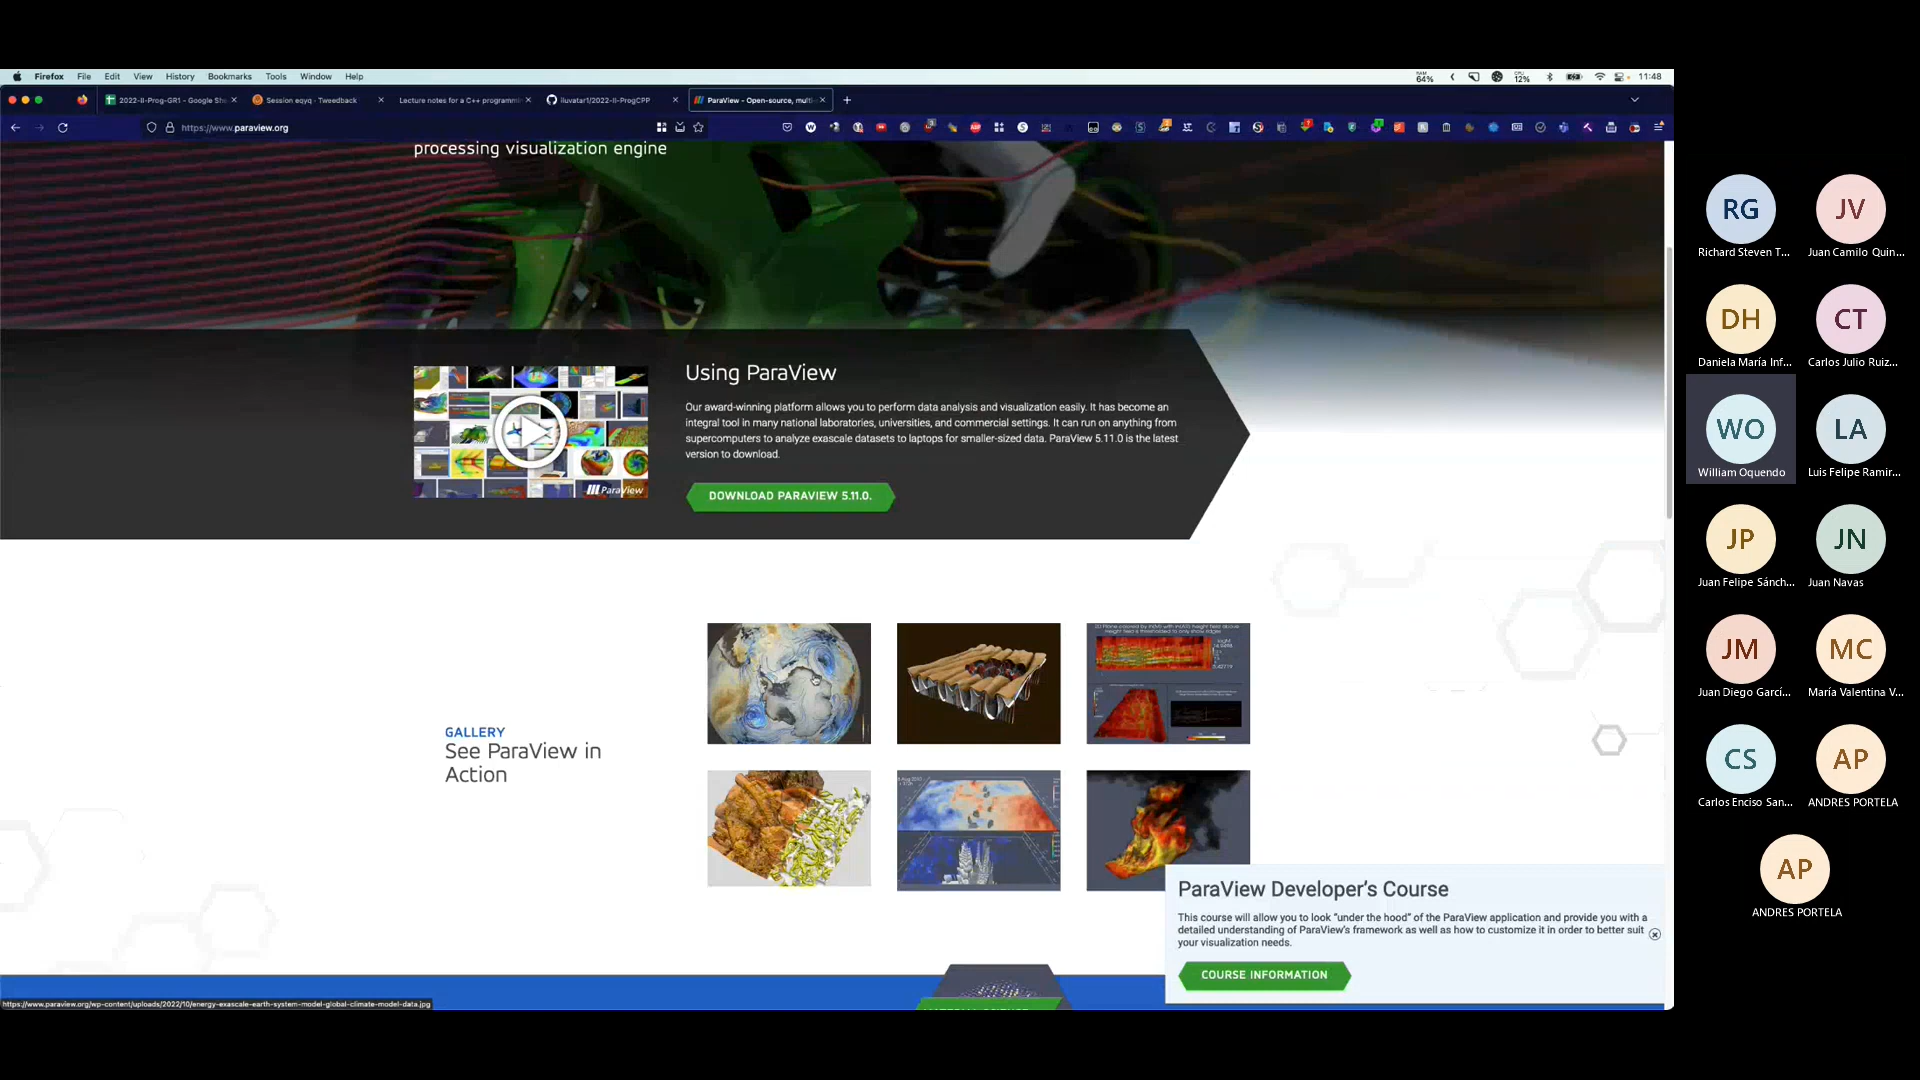 Firefox File Edit View History Bookmarks Tools Window Help
64% 12% 11:48
2022-II-Prog-GR1 - Google She
Session eqyq - Tweedback
Lecture notes for a C++ programmi
iluvatar1/2022-II-ProgCPP
ParaView - Open-source, multi-
https://www.paraview.org
processing visualization engine
Using ParaView
Our award-winning platform allows you to perform data analysis and visualization easily. It has become an
integral tool in many national laboratories, universities, and commercial settings. It can run on anything from
supercomputers to analyze exascale datasets to laptops for smaller-sized data. ParaView 5.11.0 is the latest
version to download.
ParaView
DOWNLOAD PARAVIEW 5.11.0.
GALLERY
See ParaView in
Action
ParaView Developer's Course
This course will allow you to look "under the hood" of the ParaView application and provide you with a
detailed understanding of ParaView's framework as well as how to customize it in order to better suit
your visualization needs.
COURSE INFORMATION
https://www.paraview.org/wp-content/uploads/2022/10/energy-exascale-earth-system-model-global-climate-model-data.jpg
RG JV
Richard Steven T... Juan Camilo Quin...
DH CT
Daniela María Inf... Carlos Julio Ruiz...
WO LA
William Oquendo Luis Felipe Ramir...
JP JN
Juan Felipe Sánch... Juan Navas
JM MC
Juan Diego Garcí... María Valentina V...
CS AP
Carlos Enciso San... ANDRES PORTELA
AP
ANDRES PORTELA